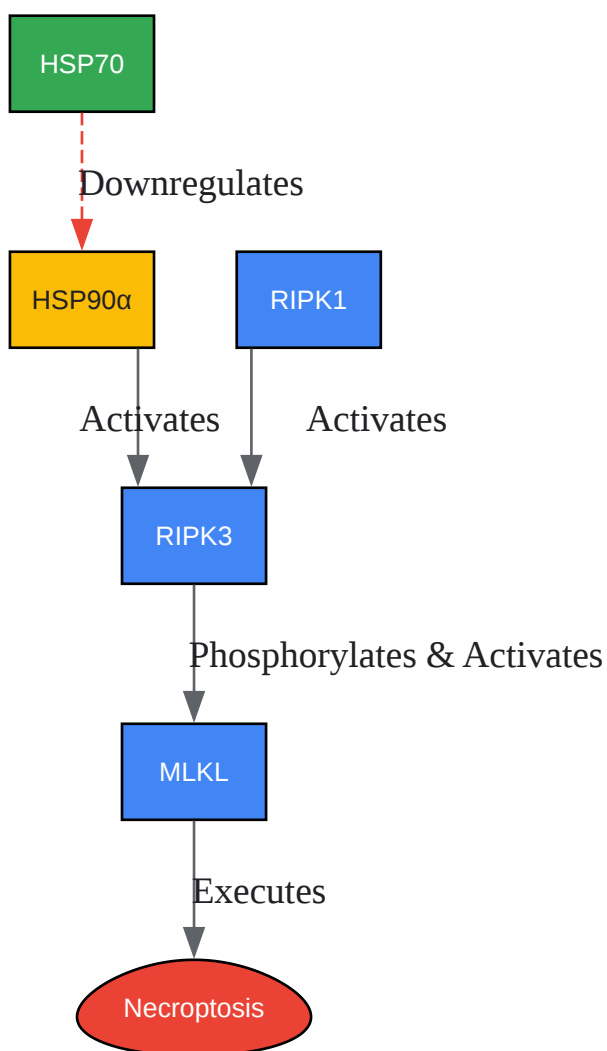 HSP70
Downregulates
HSP90α
RIPK1
Activates
Activates
RIPK3
Phosphorylates & Activates
MLKL
Executes
Necroptosis